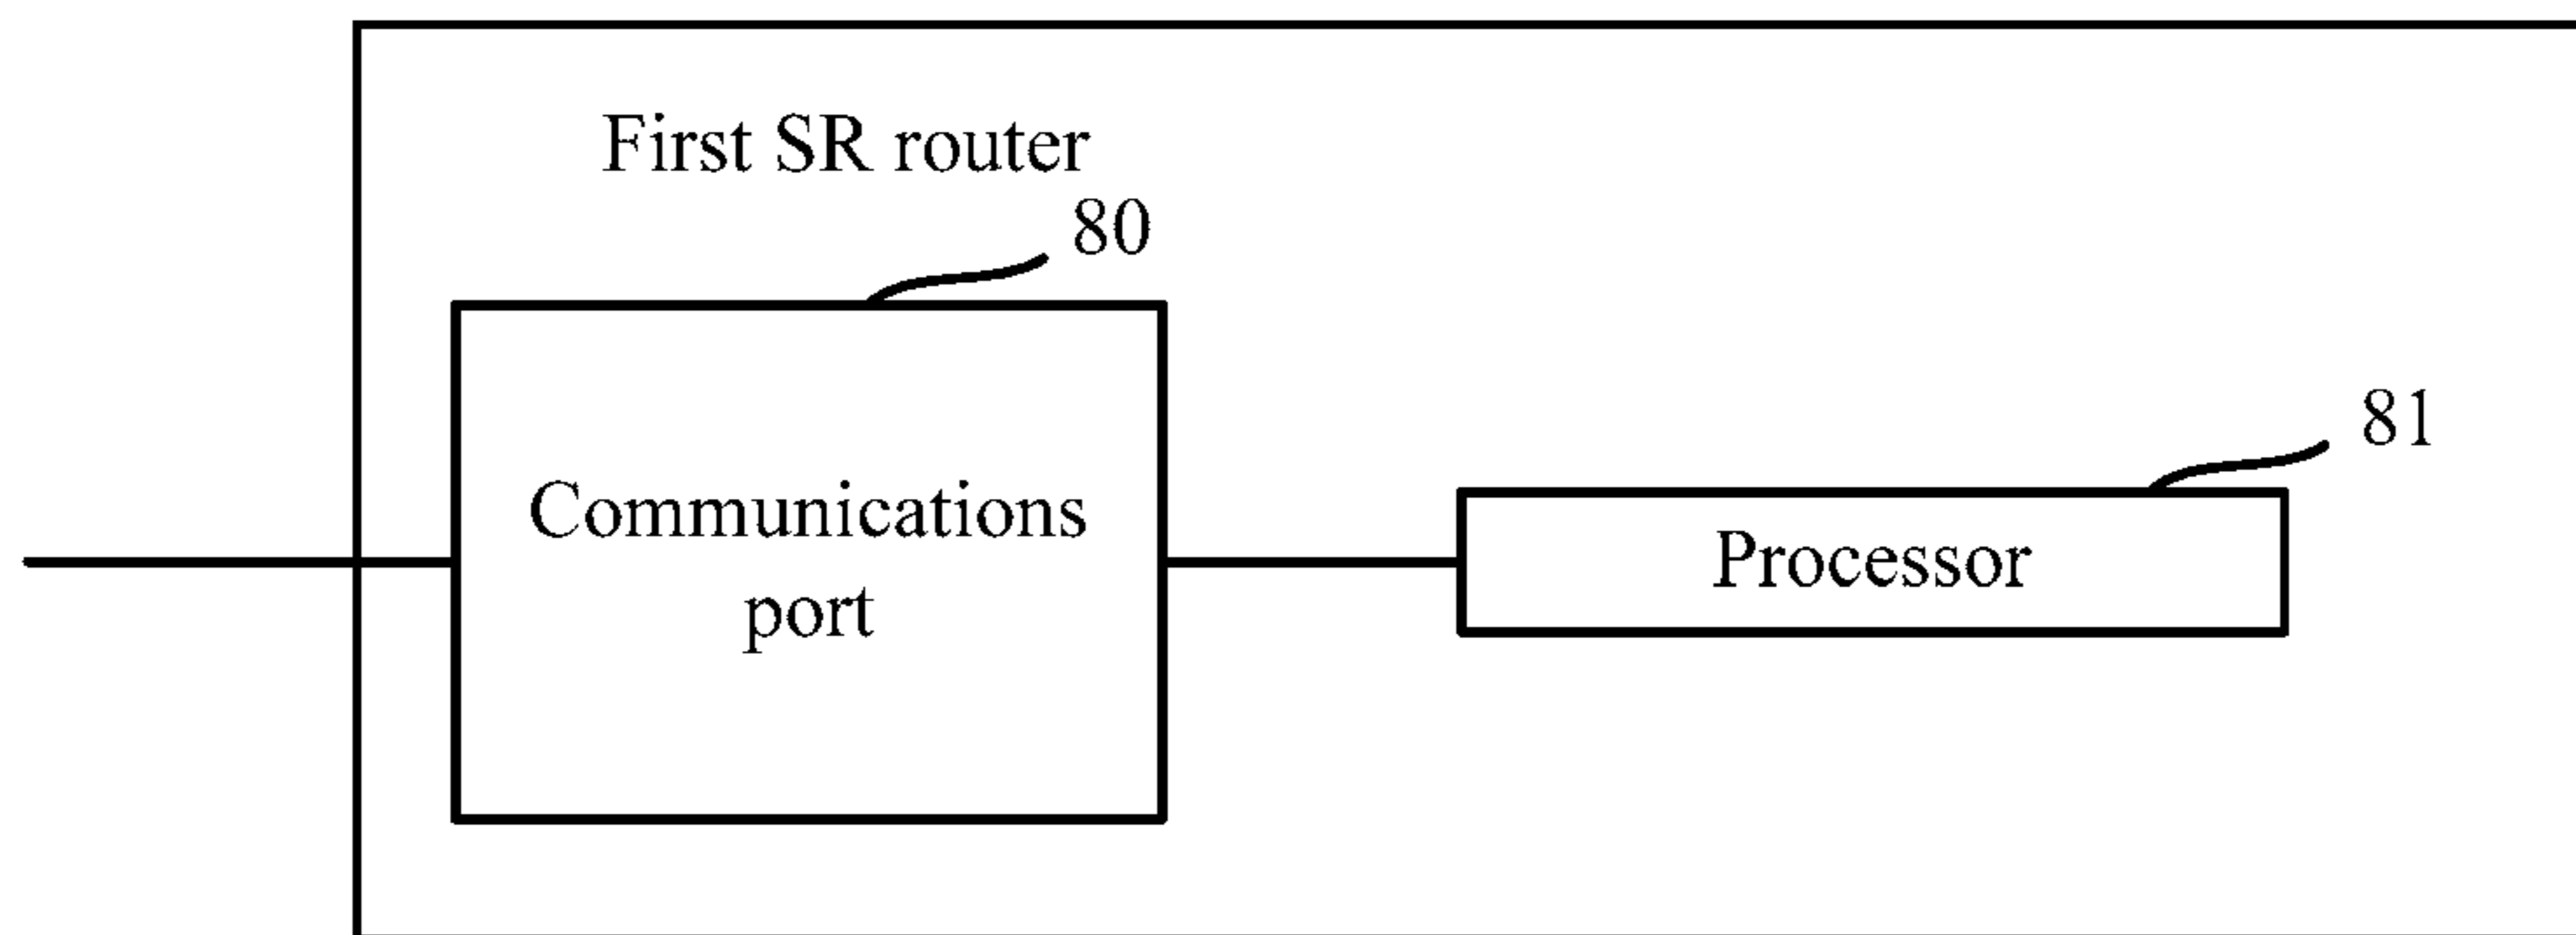 First SR router
80
Communications
port
81
Processor